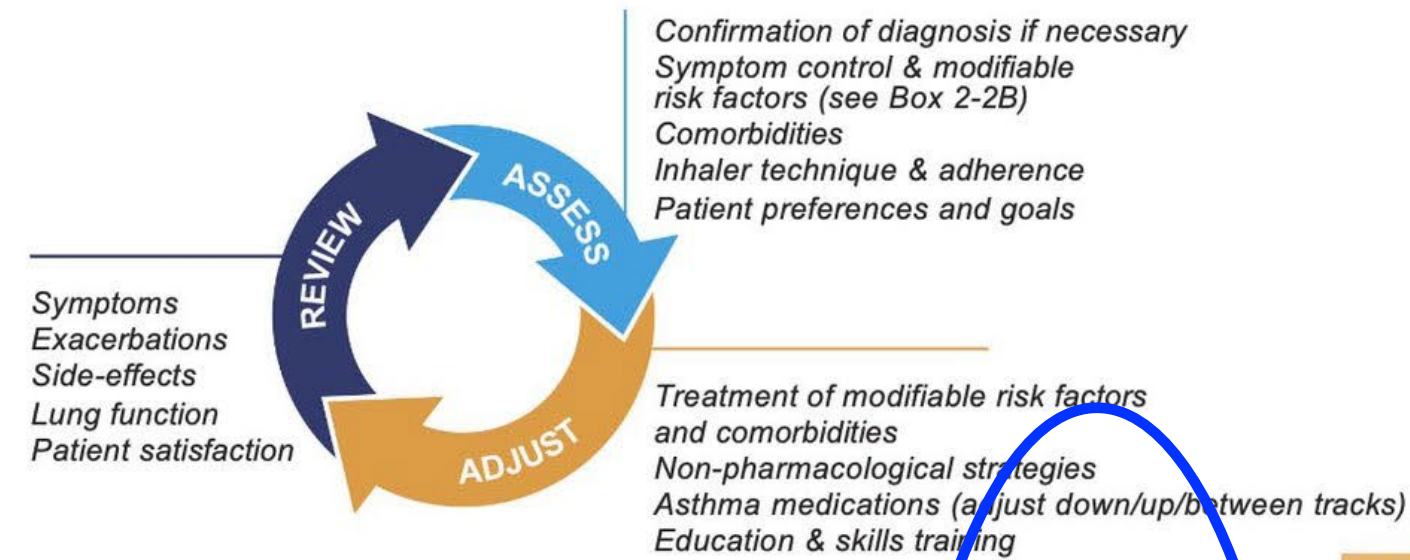 Confirmation of diagnosis if necessary
Symptom control & modifiable
risk factors (see Box 2-2B)
Comorbidities
Inhaler technique & adherence
Patient preferences and goals
ASSESS
REVIEW
Symptoms
Exacerbations
Side-effects
Lung function
Patient satisfaction
ADJUST
Treatment of modifiable risk factors
and comorbidities
Non-pharmacological strategies
Asthma medications (adjust down/up/between tracks)
Education & skills training